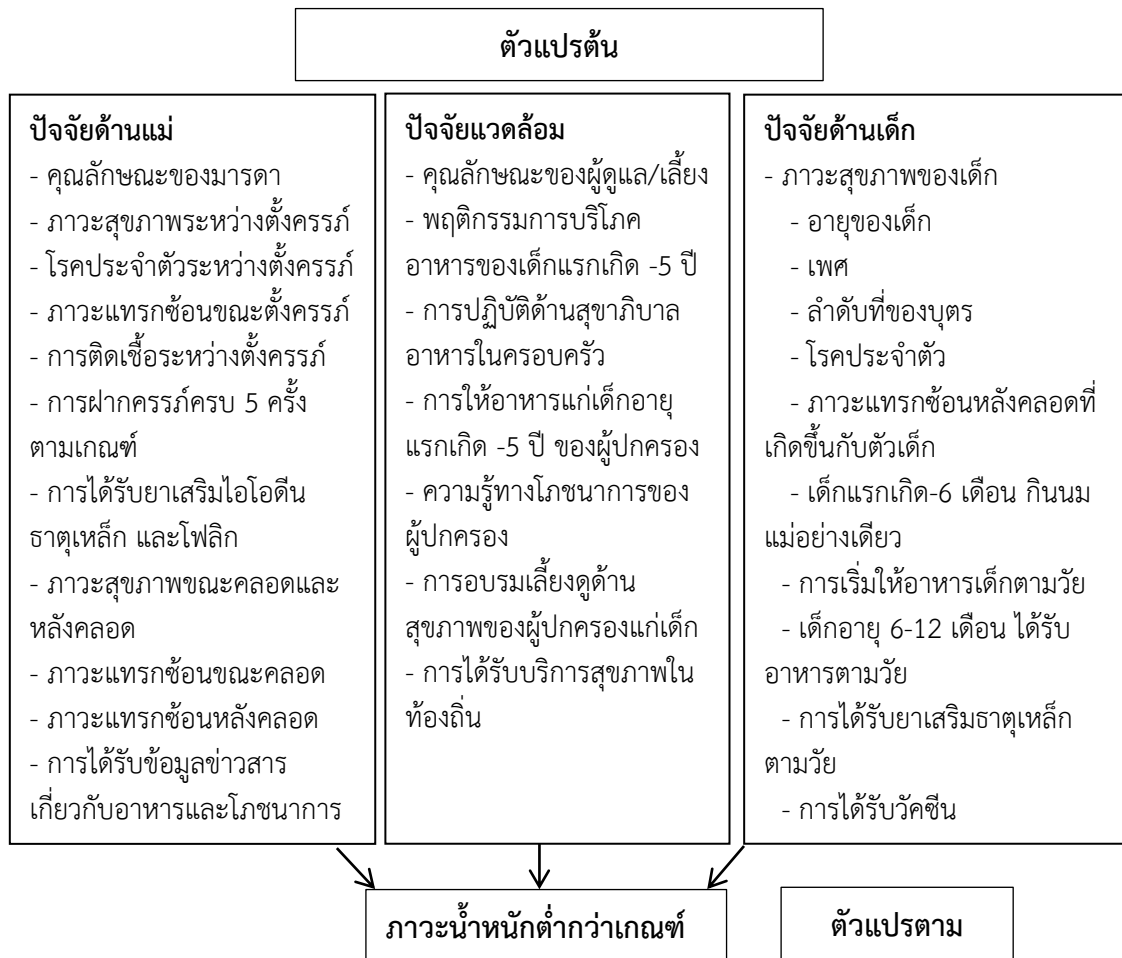 ตัวแปรต้น
ปัจจัยด้านแม่
- คุณลักษณะของมารดา
- ภาวะสุขภาพระหว่างตั้งครรภ์
- โรคประจำตัวระหว่างตั้งครรภ์
- ภาวะแทรกซ้อนขณะตั้งครรภ์
- การติดเชื้อระหว่างตั้งครรภ์
- การฝากครรภ์ครบ 5 ครั้ง
ตามเกณฑ์
- การได้รับยาเสริมไอโอดีน
ธาตุเหล็ก และโฟลิก
- ภาวะสุขภาพขณะคลอดและ
หลังคลอด
- ภาวะแทรกซ้อนขณะคลอด
- ภาวะแทรกซ้อนหลังคลอด
- การได้รับข้อมูลข่าวสาร
เกี่ยวกับอาหารและโภชนาการ
ปัจจัยแวดล้อม
- คุณลักษณะของผู้ดูแล/เลี้ยง
- พฤติกรรมการบริโภค
อาหารของเด็กแรกเกิด -5 ปี
- การปฏิบัติด้านสุขาภิบาล
อาหารในครอบครัว
- การให้อาหารแก่เด็กอายุ
แรกเกิด -5 ปี ของผู้ปกครอง
- ความรู้ทางโภชนาการของ
ผู้ปกครอง
- การอบรมเลี้ยงดูด้าน
สุขภาพของผู้ปกครองแก่เด็ก
- การได้รับบริการสุขภาพใน
ท้องถิ่น
ปัจจัยด้านเด็ก
- ภาวะสุขภาพของเด็ก
- อายุของเด็ก
- เพศ
- ลำดับที่ของบุตร
- โรคประจำตัว
- ภาวะแทรกซ้อนหลังคลอดที่
เกิดขึ้นกับตัวเด็ก
- เด็กแรกเกิด-6 เดือน กินนม
แม่อย่างเดียว
- การเริ่มให้อาหารเด็กตามวัย
- เด็กอายุ 6-12 เดือน ได้รับ
อาหารตามวัย
- การได้รับยาเสริมธาตุเหล็ก
ตามวัย
- การได้รับวัคซีน
ภาวะน้ำหนักต่ำกว่าเกณฑ์
ตัวแปรตาม